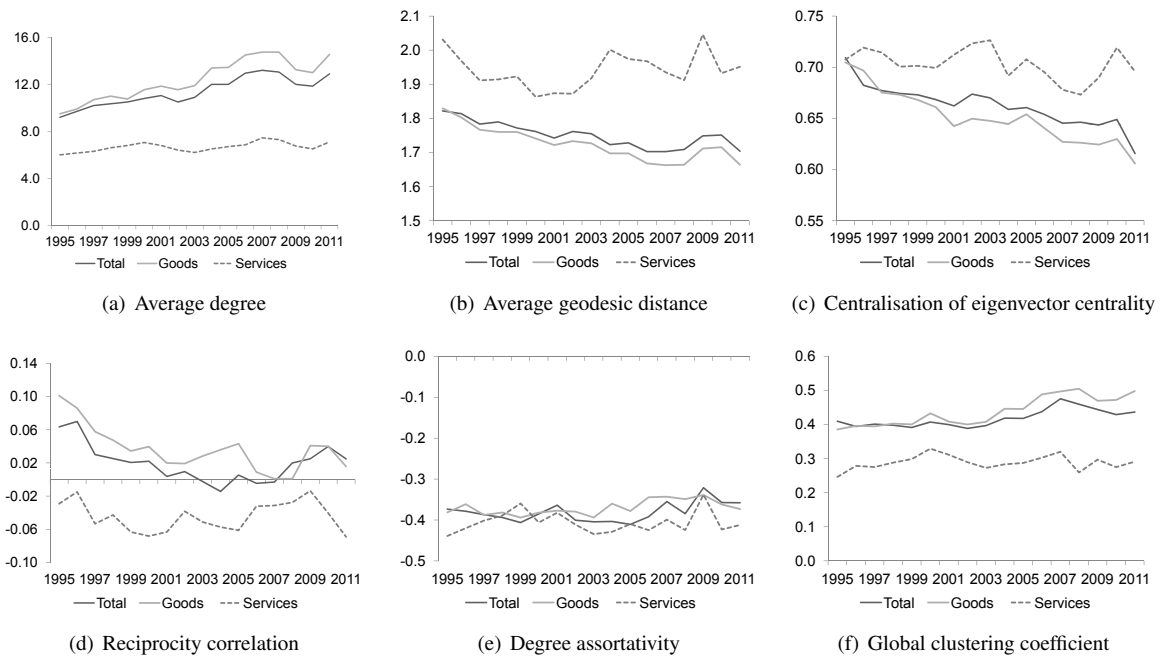 16.0
12.0
8.0
4.0
0.0
1995 1997 1999 2001 2003 2005 2007 2009 2011
Total Goods Services
(a) Average degree
2.1
2.0
1.9
1.8
1.7
1.6
1.5
1995 1997 1999 2001 2003 2005 2007 2009 2011
Total Goods Services
(b) Average geodesic distance
0.75
0.70
0.65
0.60
0.55
1995 1997 1999 2001 2003 2005 2007 2009 2011
Total Goods Services
(c) Centralisation of eigenvector centrality
0.14
0.10
0.06
0.02
-0.02
-0.06
-0.10
1995 1997 1999 2001 2003 2005 2007 2009 2011
Total Goods Services
(d) Reciprocity correlation
0.0
-0.1
-0.2
-0.3
-0.4
-0.5
1995 1997 1999 2001 2003 2005 2007 2009 2011
Total Goods Services
(e) Degree assortativity
0.6
0.5
0.4
0.3
0.2
0.1
0.0
1995 1997 1999 2001 2003 2005 2007 2009 2011
Total Goods Services
(f) Global clustering coefficient